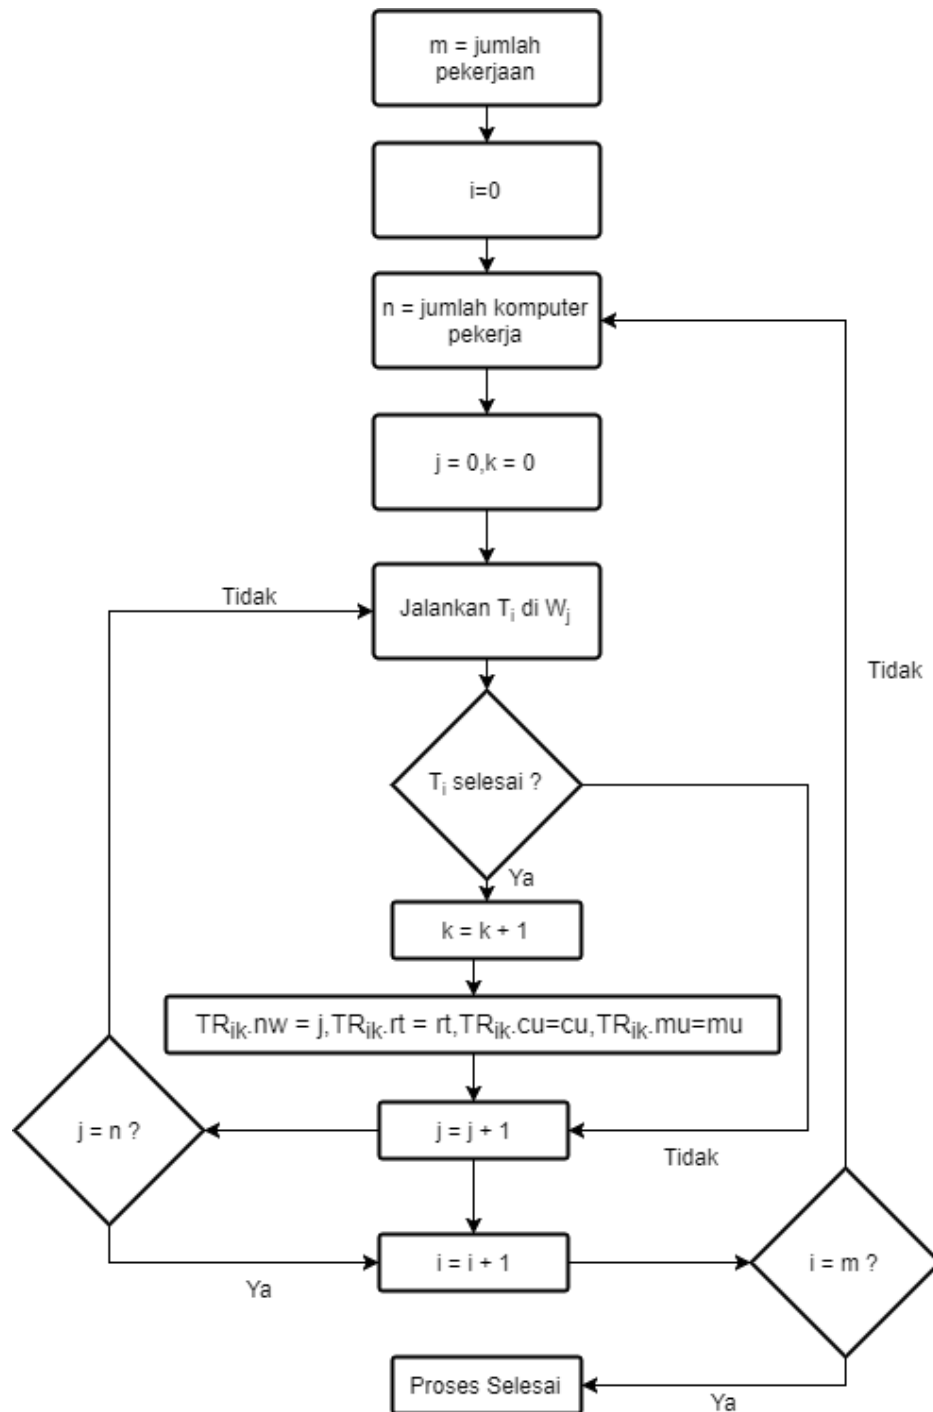 m = jumlah
pekerjaan
i=0
n = jumlah komputer
pekerja
j = 0,k = 0
Tidak
Jalankan Tᵢ di Wⱼ
Tidak
Tᵢ selesai ?
Ya
k = k + 1
TRᵢₖ.nw = j,TRᵢₖ.rt = rt,TRᵢₖ.cu=cu,TRᵢₖ.mu=mu
j = n ?
j = j + 1
Tidak
i = i + 1
i = m ?
Ya
Proses Selesai
Ya